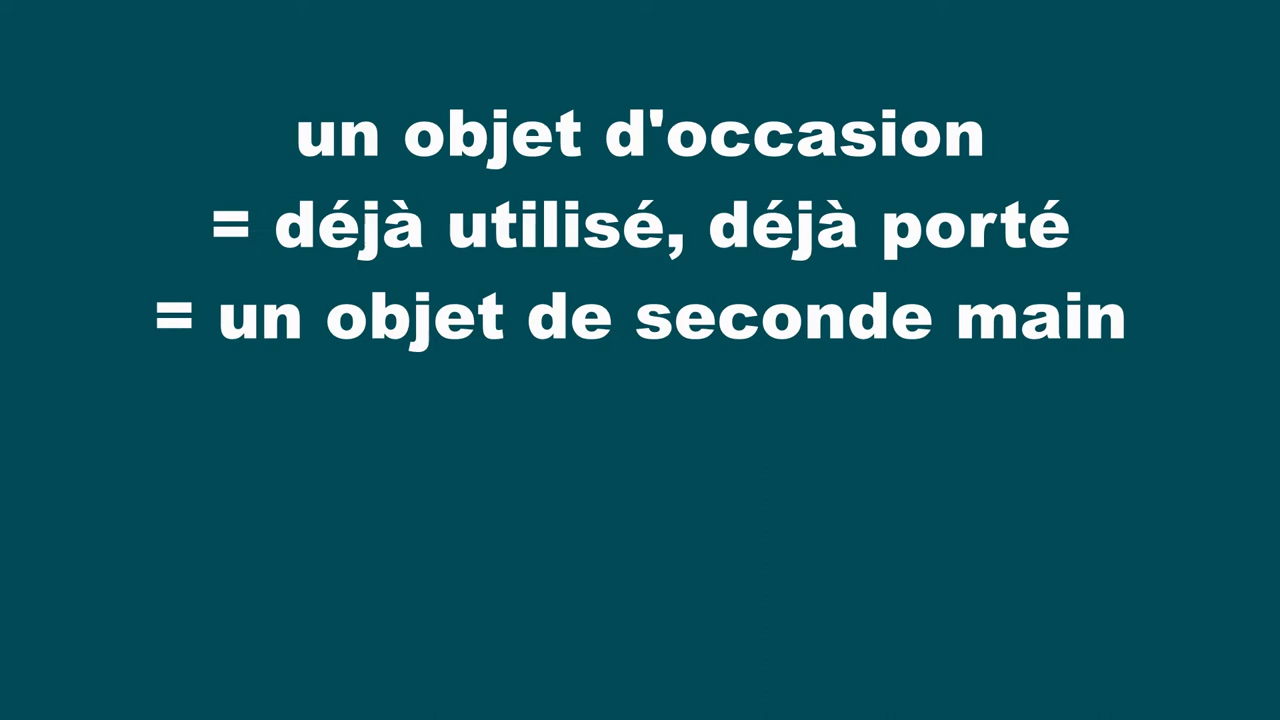 un objet d'occasion
= déjà utilisé, déjà porté
= un objet de seconde main